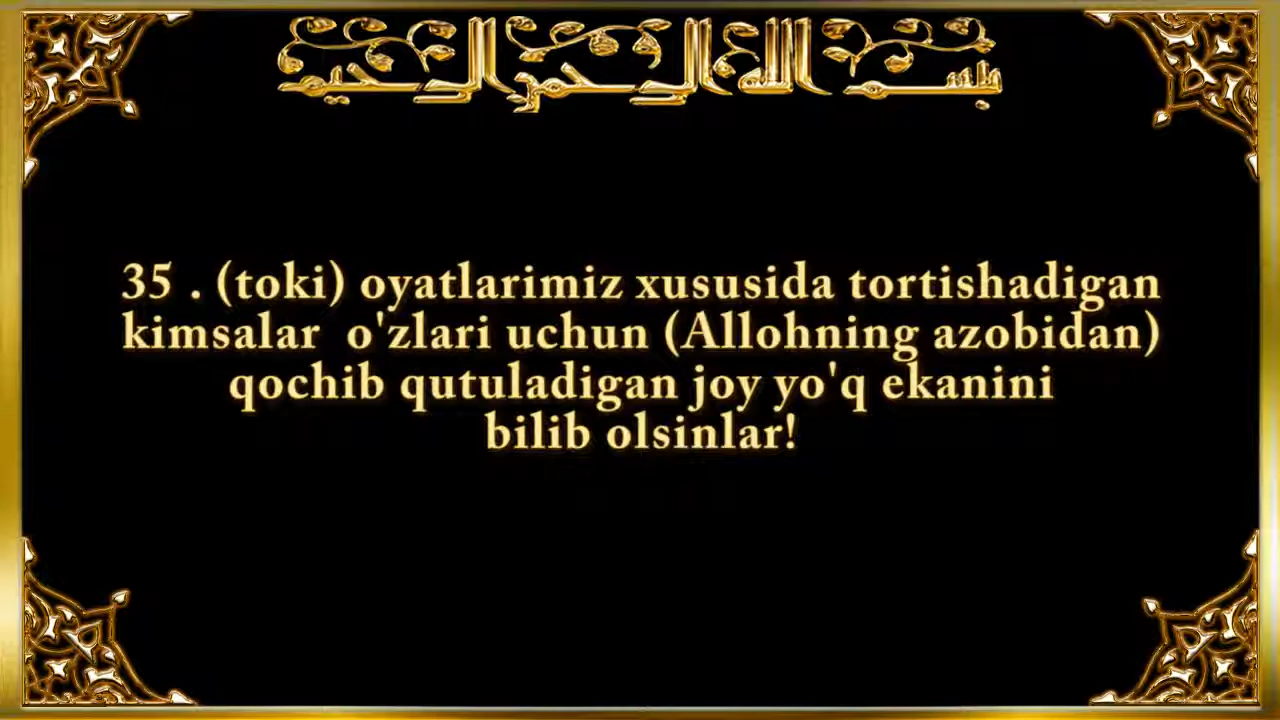 بسم الله الرحمن الرحيم
35 . (toki) oyatlarimiz xususida tortishadigan
kimsalar o'zlari uchun (Allohning azobidan)
qochib qutuladigan joy yo'q ekanini
bilib olsinlar!